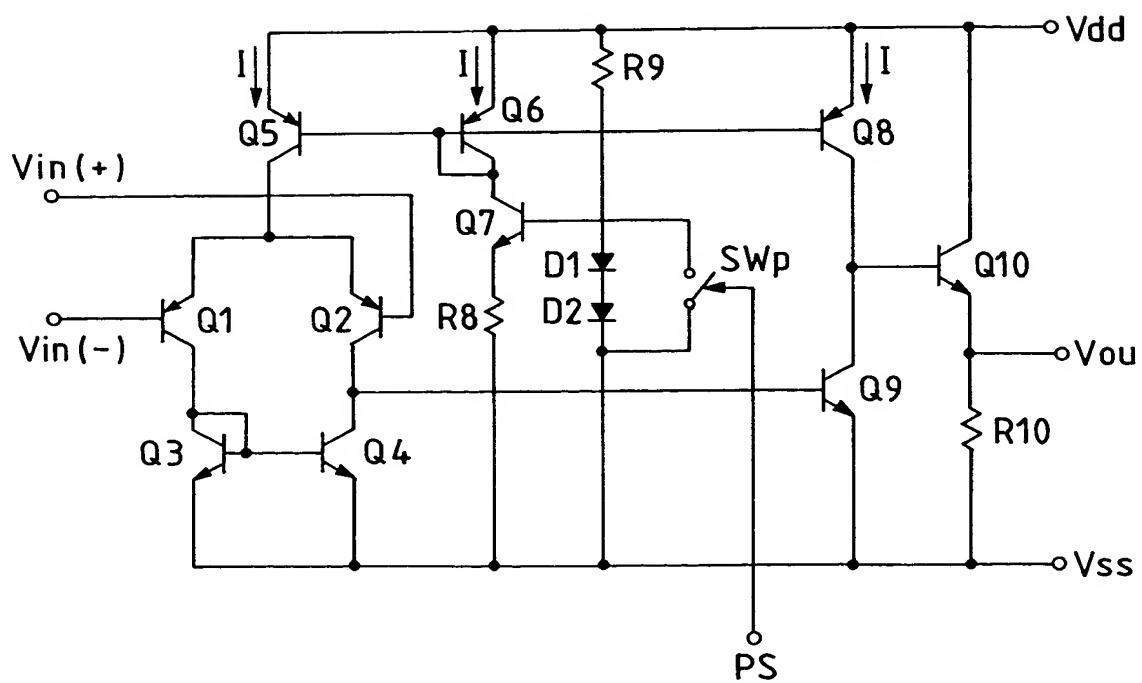 Vdd
I
I
I
R9
Q6
Q5
Q8
Vin(+)
Q7
SWp
D1
Q10
Q1
Q2
R8
D2
Vin(-)
Vou
Q9
Q3
Q4
R10
Vss
PS